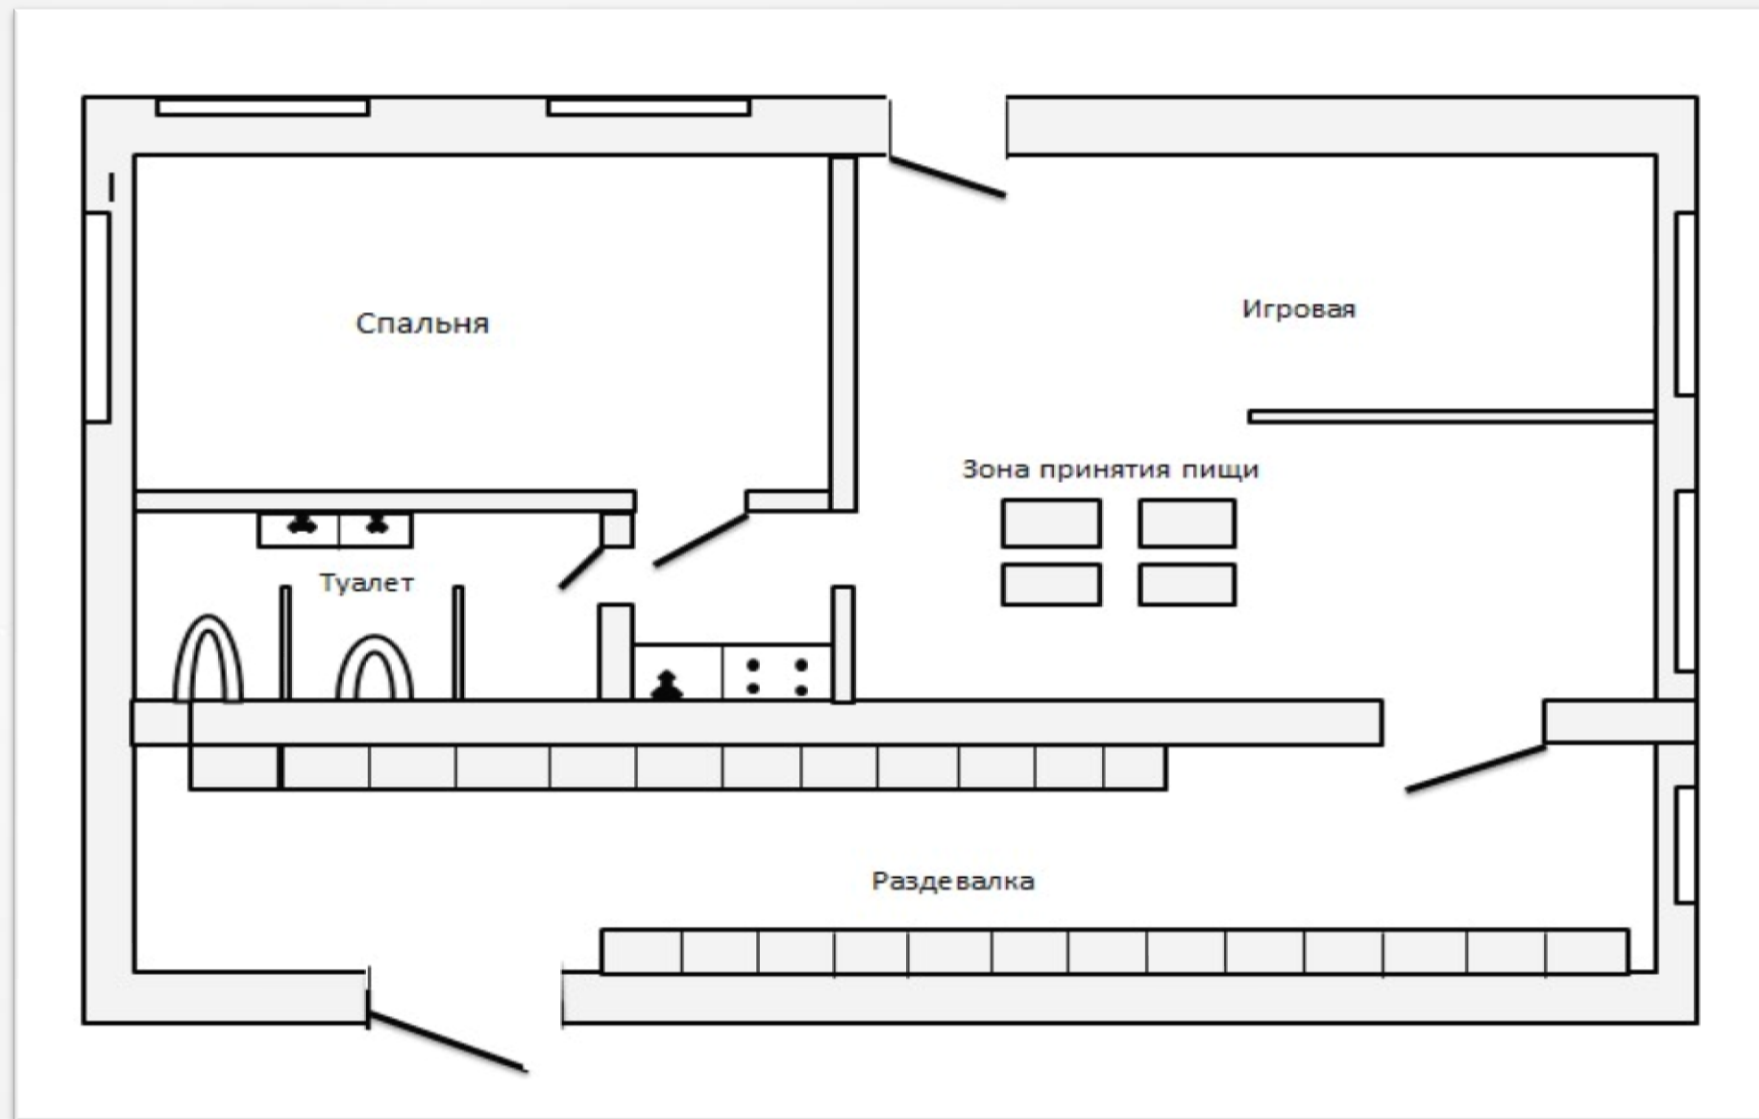 Спальня
Игровая
Зона принятия пищи
Туалет
Раздевалка